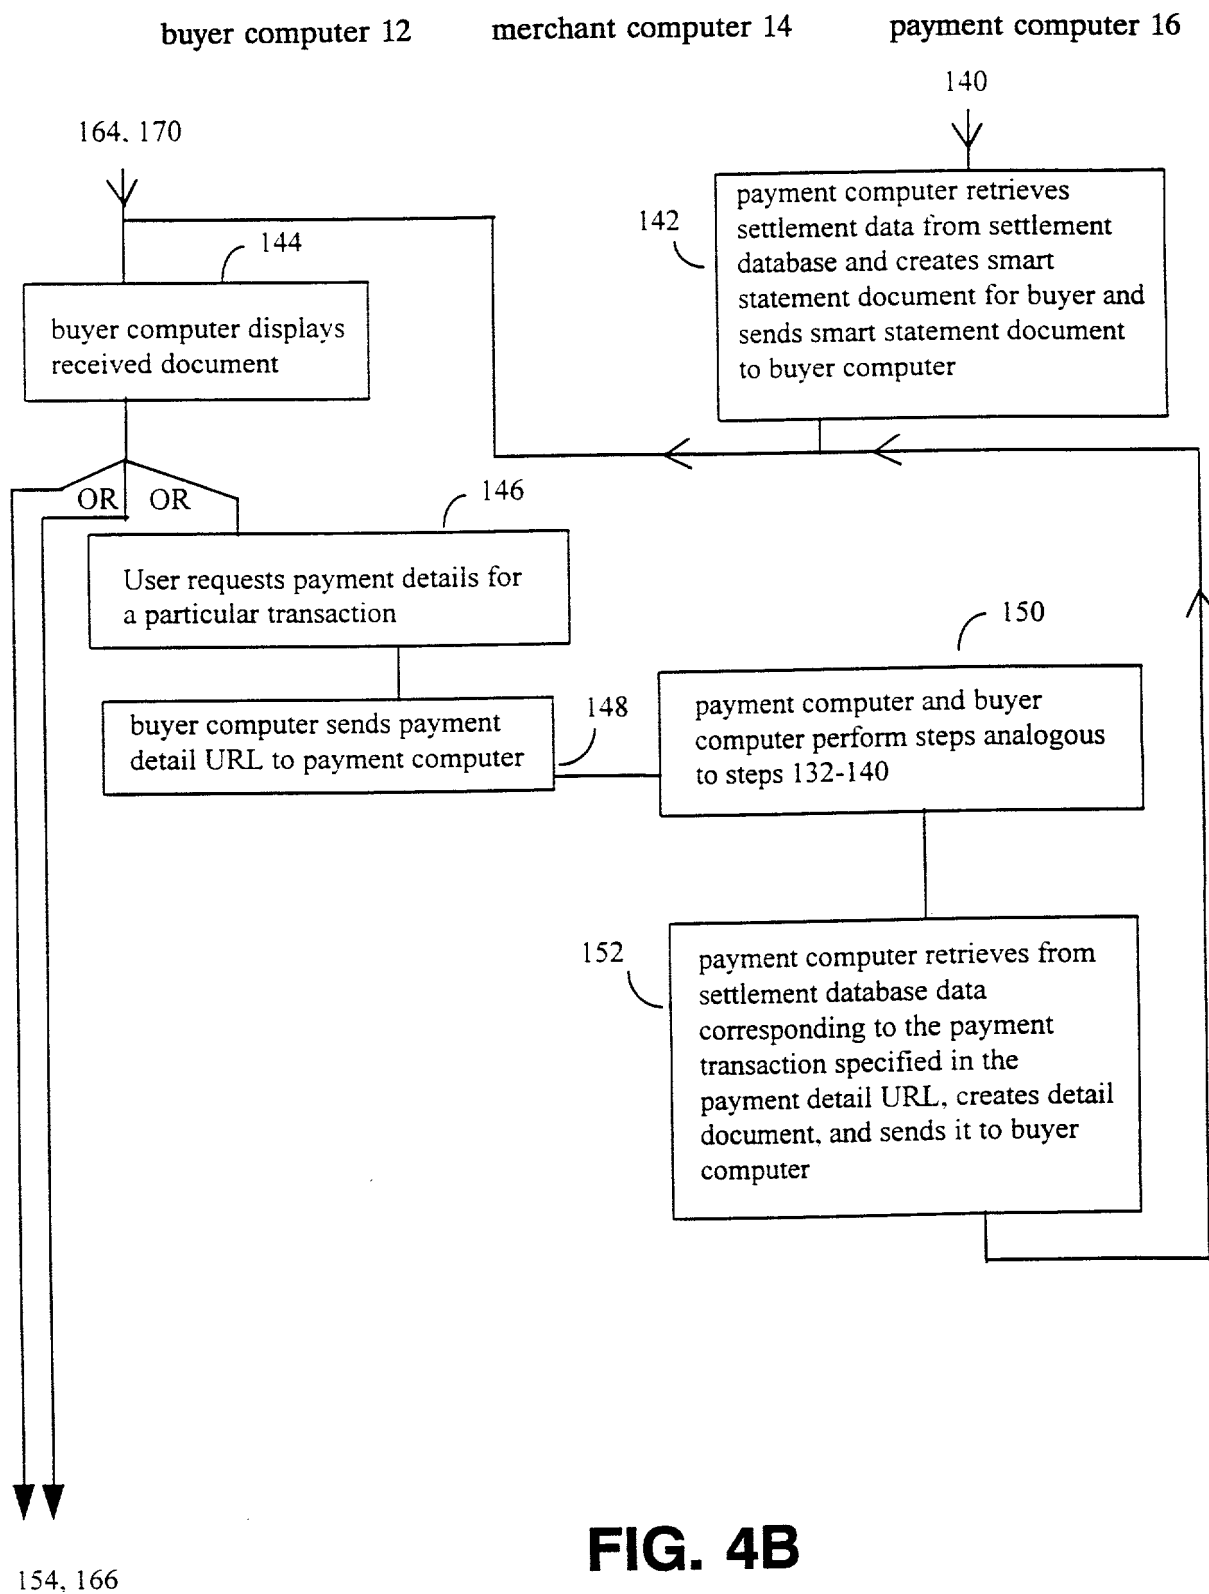 buyer computer 12 merchant computer 14 payment computer 16
140
164, 170
142
payment computer retrieves
settlement data from settlement
database and creates smart
statement document for buyer and
sends smart statement document
to buyer computer
144
buyer computer displays
received document
OR OR
146
User requests payment details for
a particular transaction
148
buyer computer sends payment
detail URL to payment computer
150
payment computer and buyer
computer perform steps analogous
to steps 132-140
152
payment computer retrieves from
settlement database data
corresponding to the payment
transaction specified in the
payment detail URL, creates detail
document, and sends it to buyer
computer
154, 166
FIG. 4B